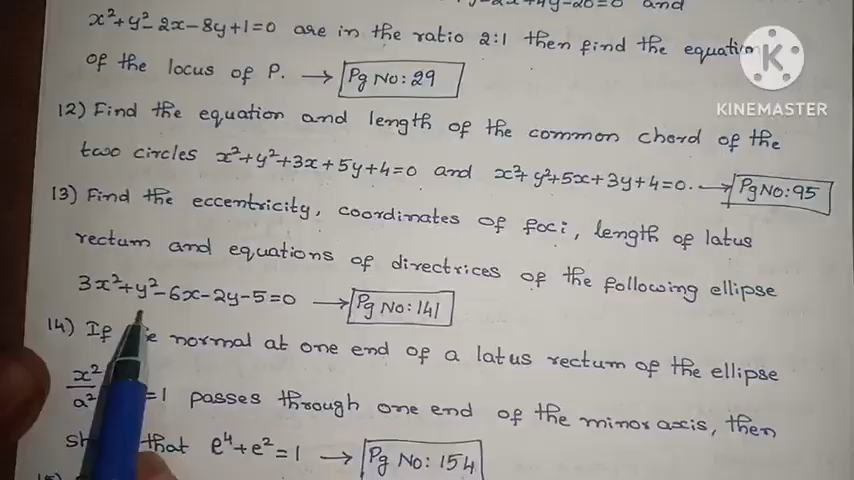 x²+y²-2x-8y+1=0 are in the ratio 2:1 then find the equation
of the locus of P. → Pg No:29
KINEMASTER
12) Find the equation and length of the common chord of the
two circles x²+y²+3x+5y+4=0 and x²+y²+5x+3y+4=0. → Pg No:95
13) Find the eccentricity, coordinates of foci, length of latus
rectum and equations of directrices of the following ellipse
3x²+y²-6x-2y-5=0 → Pg No:141
14) If normal at one end of a latus rectum of the ellipse
x²/a² =1 passes through one end of the minor axis, then
that e⁴+e²=1 → Pg No:154